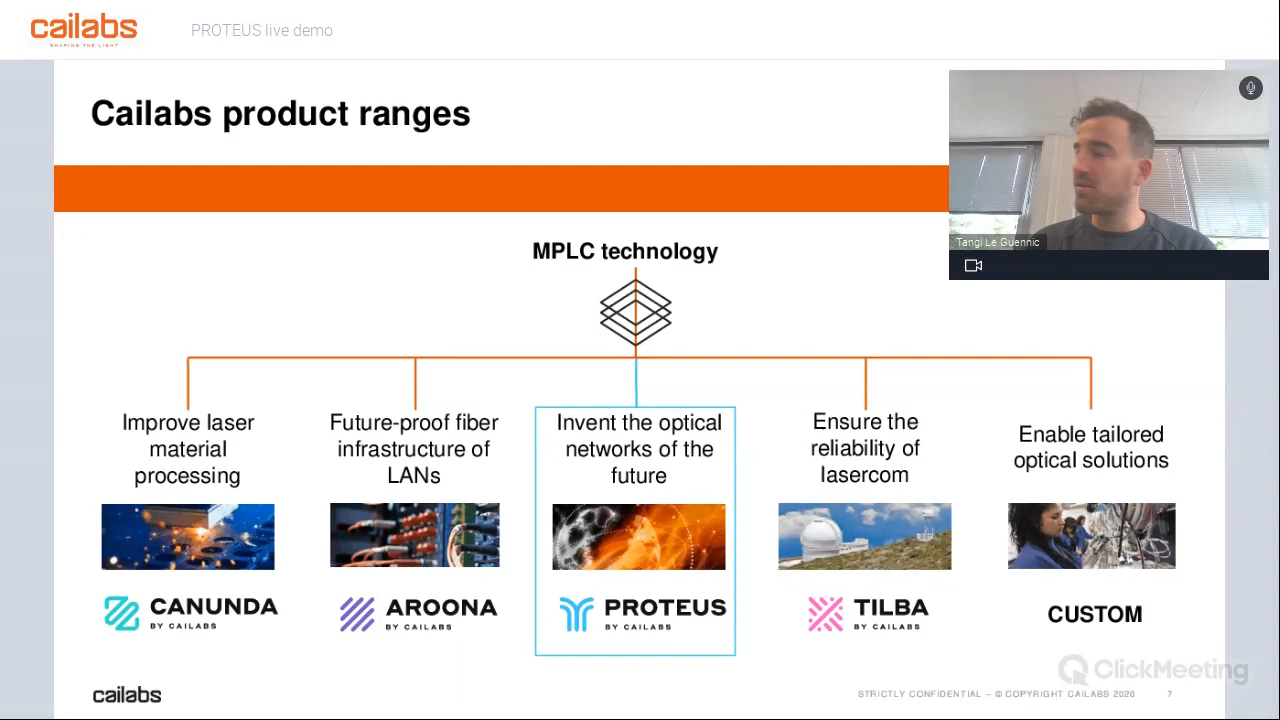 cailabs
SHAPING THE LIGHT
PROTEUS live demo
Cailabs product ranges
Tangi Le Guennic
MPLC technology
Improve laser
material
processing
Future-proof fiber
infrastructure of
LANs
Invent the optical
networks of the
future
Ensure the
reliability of
lasercom
Enable tailored
optical solutions
CANUNDA
BY CAILABS
AROONA
BY CAILABS
PROTEUS
BY CAILABS
TILBA
BY CAILABS
CUSTOM
ClickMeeting
cailabs
STRICTLY CONFIDENTIAL – © COPYRIGHT CAILABS 2020
7